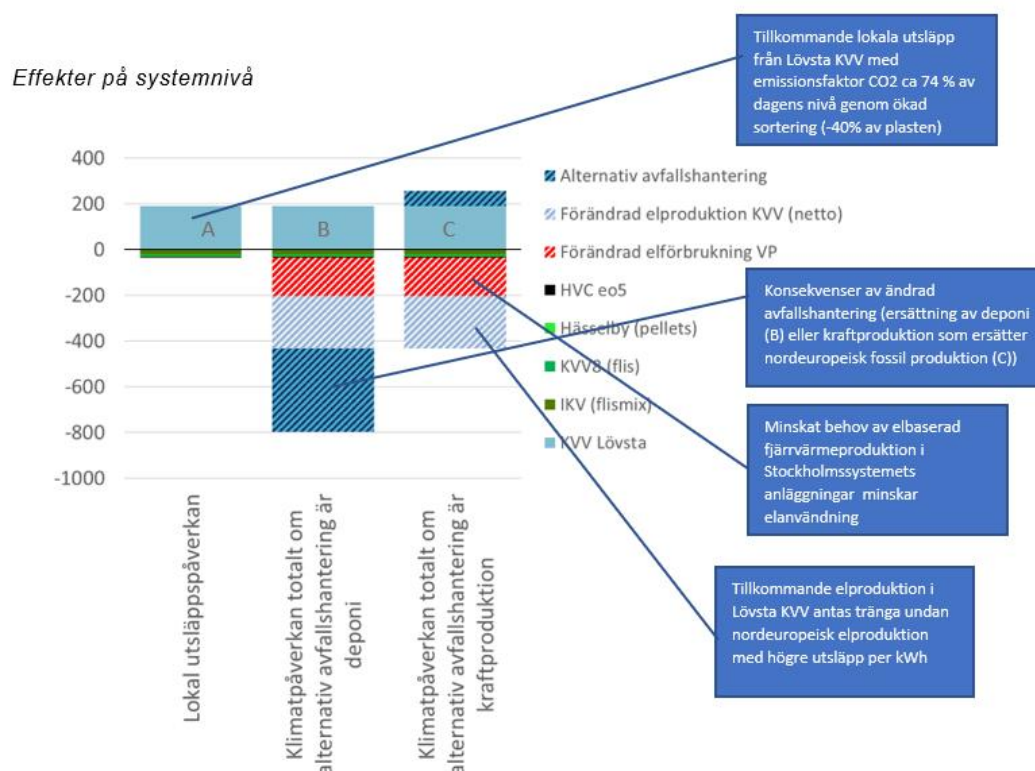 Effekter på systemnivå
Tillkommande lokala utsläpp
från Lövsta KVV med
emissionsfaktor CO2 ca 74 % av
dagens nivå genom ökad
sortering (-40% av plasten)
400
200
0
-200
-400
-600
-800
-1000
A
B
C
Alternativ avfallshantering
Förändrad elproduktion KVV (netto)
Förändrad elförbrukning VP
HVC eo5
Hässelby (pellets)
KVV8 (flis)
IKV (flismix)
KVV Lövsta
Konsekvenser av ändrad
avfallshantering (ersättning av deponi
(B) eller kraftproduktion som ersätter
nordeuropeisk fossil produktion (C))
Minskat behov av elbaserad
fjärrvärmeproduktion i
Stockholmssystemets
anläggningar minskar
elanvändning
Tillkommande elproduktion i
Lövsta KVV antas tränga undan
nordeuropeisk elproduktion
med högre utsläpp per kWh
Lokal utsläppspåverkan
Klimatpåverkan totalt om
alternativ avfallshantering är
deponi
Klimatpåverkan totalt om
alternativ avfallshantering är
kraftproduktion